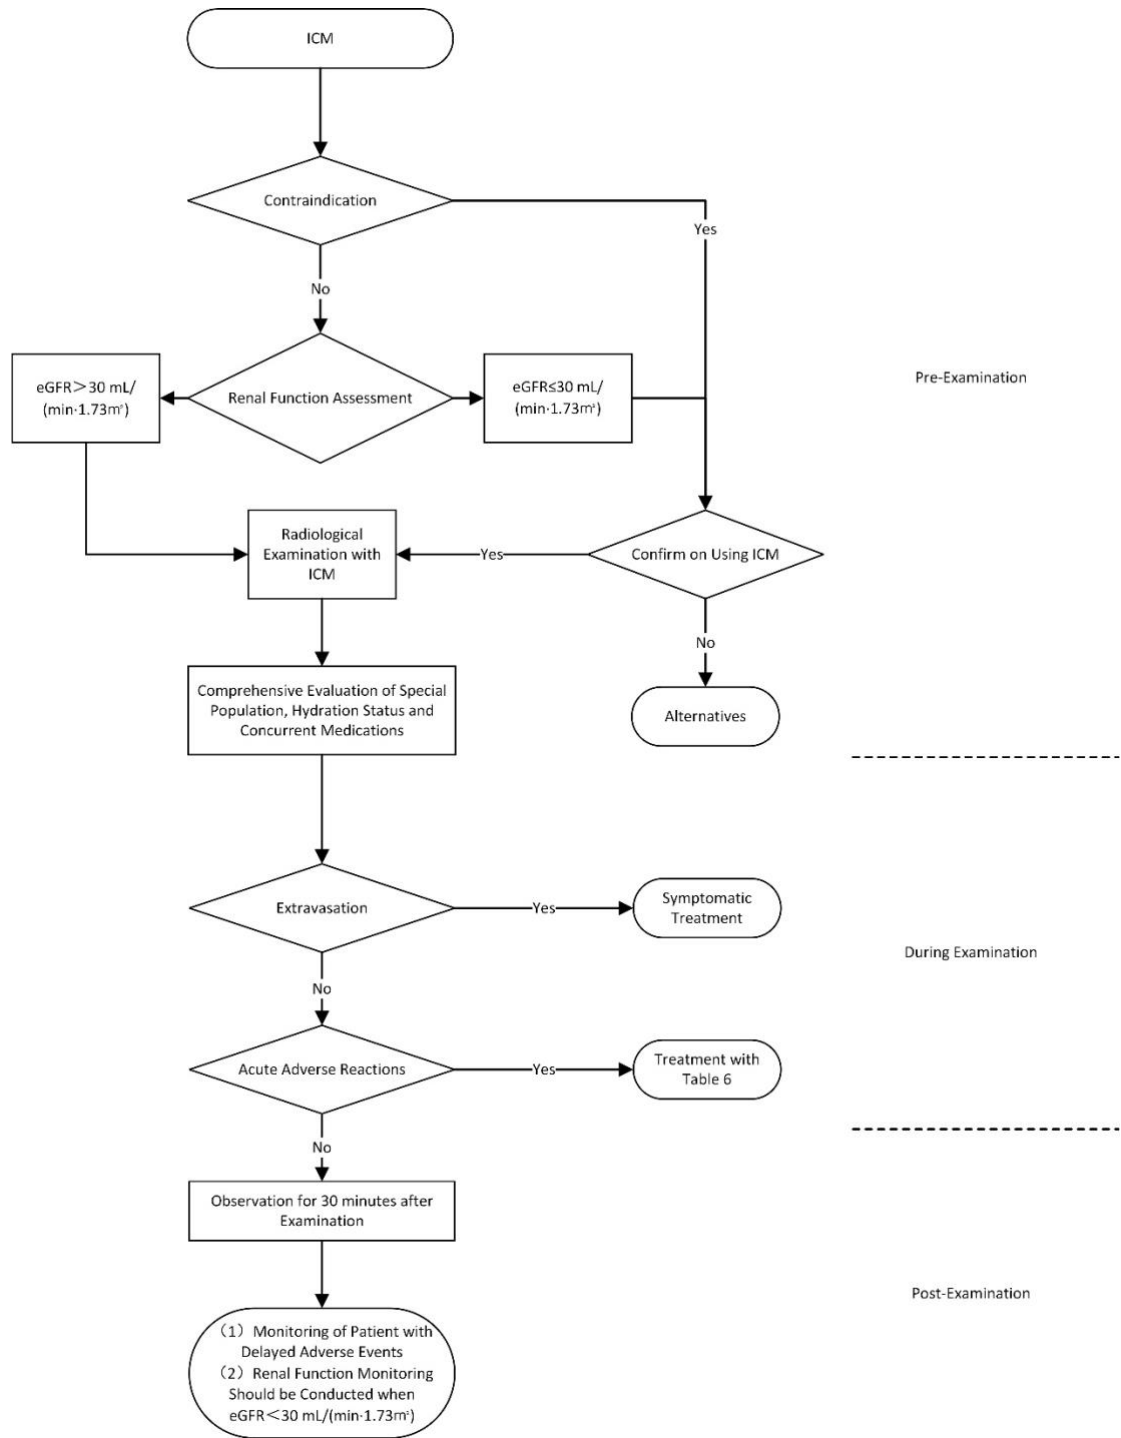 ICM
Contraindication
Yes
No
eGFR＞30 mL/
(min·1.73㎡)
Renal Function Assessment
eGFR≤30 mL/
(min·1.73㎡)
Pre-Examination
Radiological
Examination with
ICM
Yes
Confirm on Using ICM
No
Comprehensive Evaluation of Special
Population, Hydration Status and
Concurrent Medications
Alternatives
Extravasation
Yes
Symptomatic
Treatment
During Examination
No
Acute Adverse Reactions
Yes
Treatment with
Table 6
No
Observation for 30 minutes after
Examination
Post-Examination
（1）Monitoring of Patient with
Delayed Adverse Events
（2）Renal Function Monitoring
Should be Conducted when
eGFR＜30 mL/(min·1.73㎡)